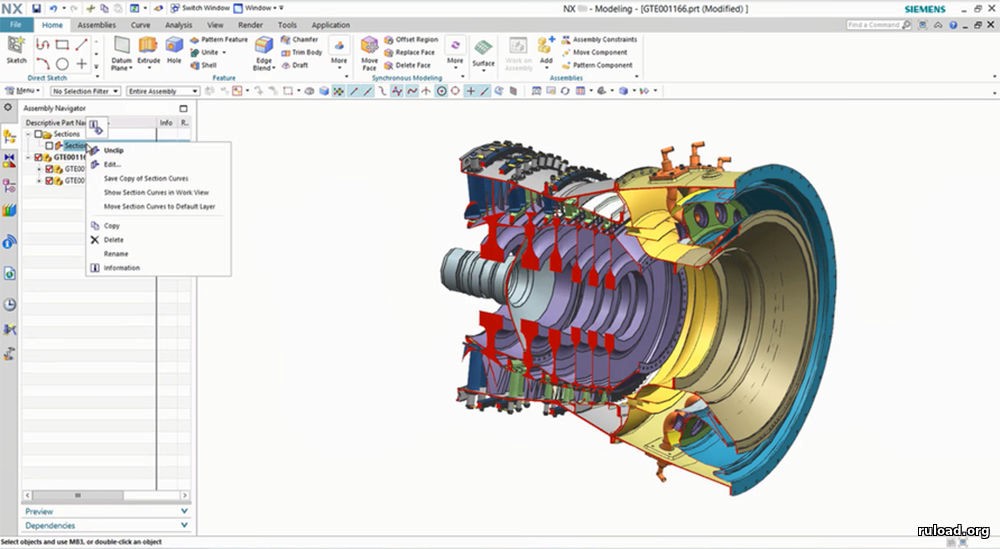 NX
Switch Window
Window
NX
- Modeling - [GTE001166.prt (Modified) ]
SIEMENS
File
Home
Assemblies
Curve
Analysis
View
Render
Tools
Application
Find a Command
Sketch
Direct Sketch
Datum Plane
Extrude
Hole
Pattern Feature
Unite
Shell
Edge Blend
Chamfer
Trim Body
Draft
More
Feature
Move Face
Offset Region
Replace Face
Delete Face
More
Synchronous Modeling
Surface
Work on Assembly
Add
Assembly Constraints
Move Component
Pattern Component
Assemblies
Menu
No Selection Filter
Entire Assembly
Assembly Navigator
Descriptive Part Na
Info
R..
Sections
Section
GTE00116
GTE00
GTE00
Unclip
Edit...
Save Copy of Section Curves
Show Section Curves in Work View
Move Section Curves to Default Layer
Copy
Delete
Rename
Information
Preview
Dependencies
Select objects and use MB3, or double-click an object
ruload.org